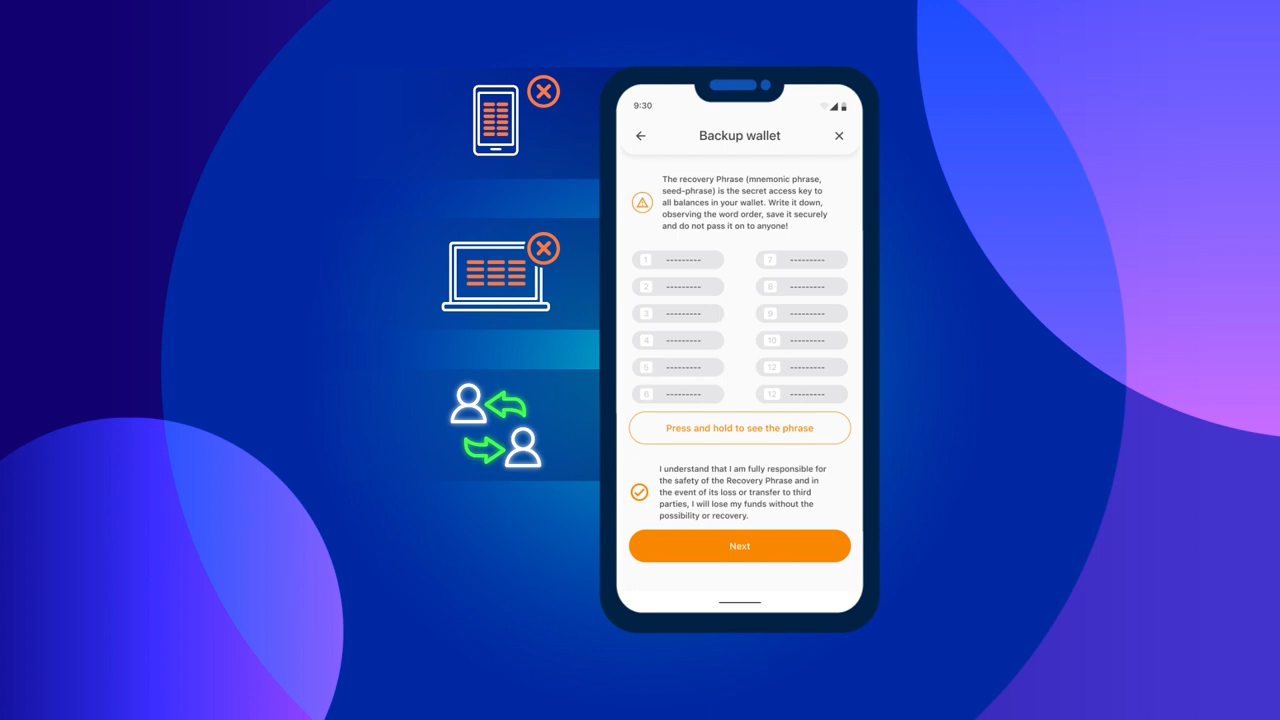 9:30
Backup wallet
The recovery Phrase (mnemonic phrase,
seed-phrase) is the secret access key to
all balances in your wallet. Write it down,
observing the word order, save it securely
and do not pass it on to anyone!
1 ---------
7 ---------
2 ---------
8 ---------
3 ---------
9 ---------
4 ---------
10 ---------
5 ---------
12 ---------
6 ---------
12 ---------
Press and hold to see the phrase
I understand that I am fully responsible for
the safety of the Recovery Phrase and in
the event of its loss or transfer to third
parties, I will lose my funds without the
possibility or recovery.
Next